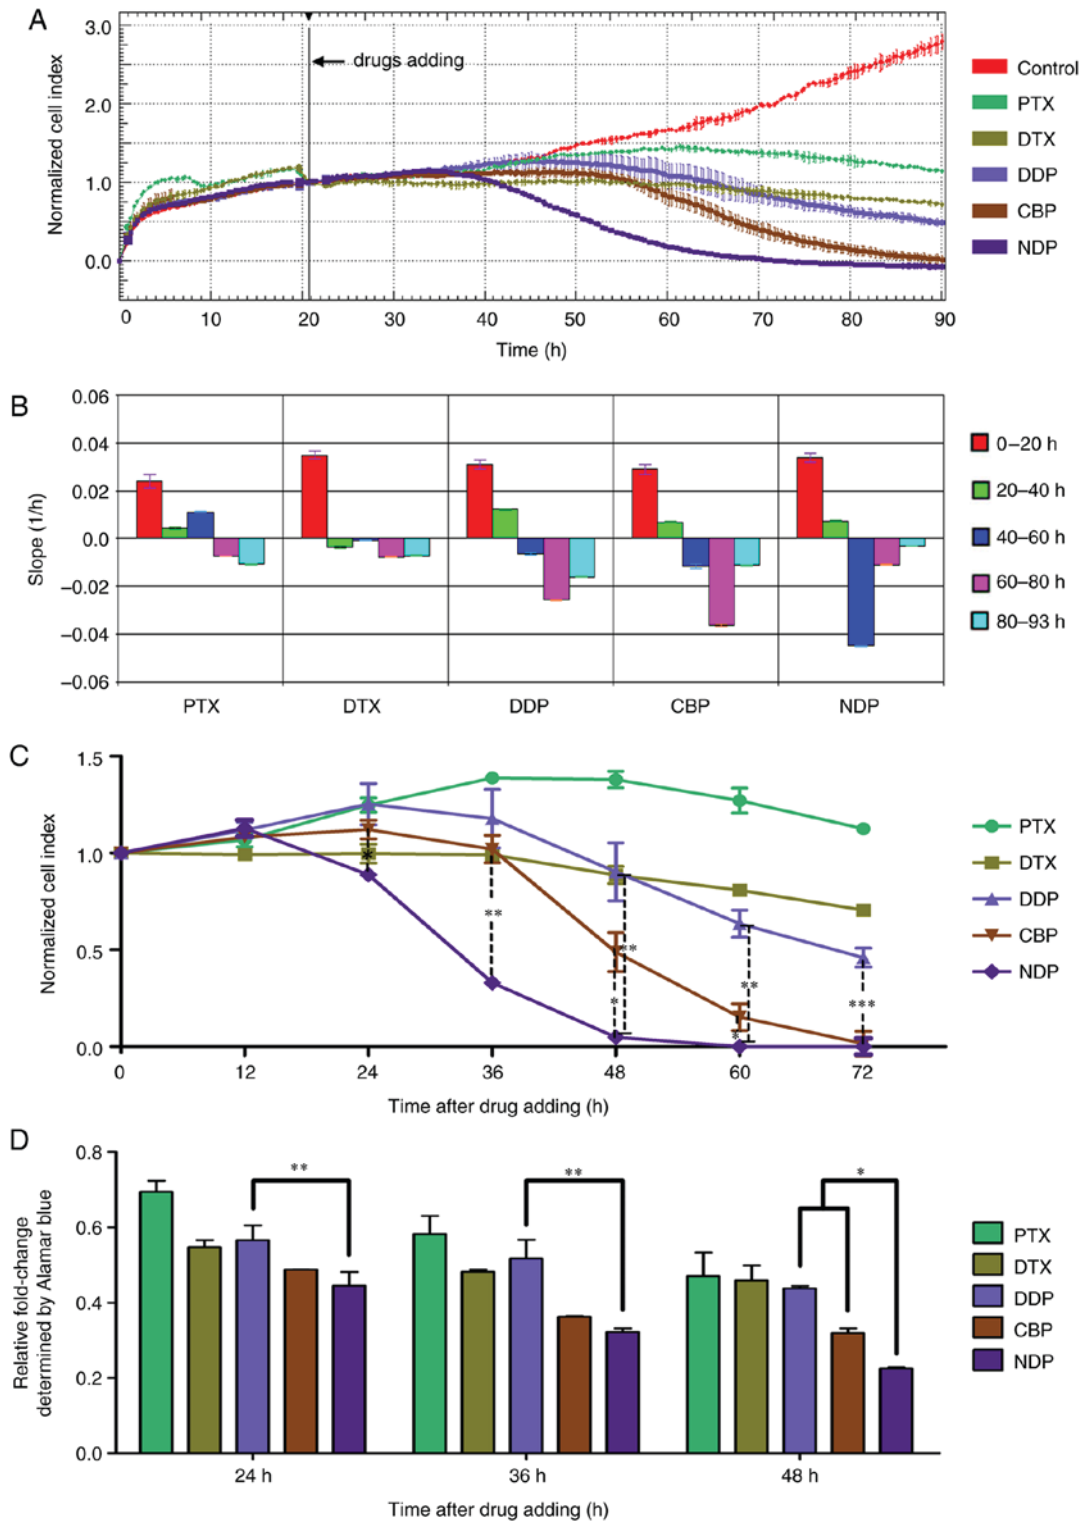 A
Normalized cell index
3.0
2.0
1.0
0.0
drugs adding
0 10 20 30 40 50 60 70 80 90
Time (h)
Control
PTX
DTX
DDP
CBP
NDP
B
Slope (1/h)
0.06
0.04
0.02
0.0
−0.02
−0.04
−0.06
PTX DTX DDP CBP NDP
0–20 h
20–40 h
40–60 h
60–80 h
80–93 h
C
Normalized cell index
1.5
1.0
0.5
0.0
*
**
**
*
**
*
***
0 12 24 36 48 60 72
Time after drug adding (h)
PTX
DTX
DDP
CBP
NDP
D
Relative fold-change
determined by Alamar blue
0.8
0.6
0.4
0.2
0.0
** ** *
24 h 36 h 48 h
Time after drug adding (h)
PTX
DTX
DDP
CBP
NDP